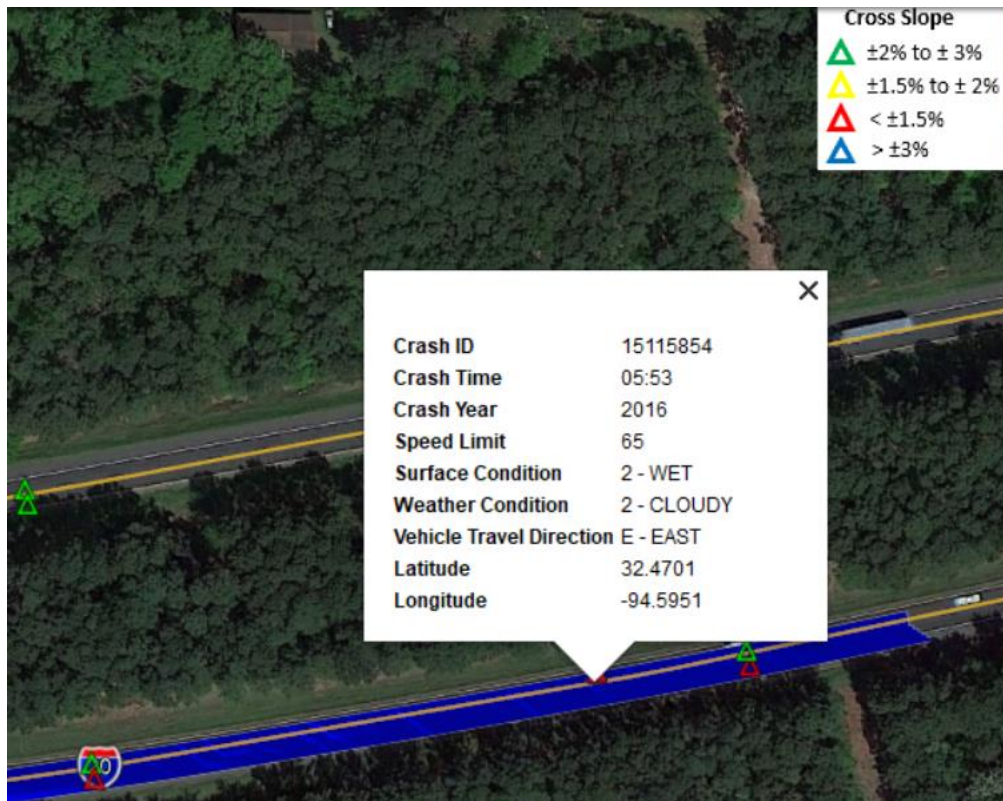 Cross Slope
±2% to ± 3%
±1.5% to ± 2%
< ±1.5%
> ±3%
Crash ID 15115854
Crash Time 05:53
Crash Year 2016
Speed Limit 65
Surface Condition 2 - WET
Weather Condition 2 - CLOUDY
Vehicle Travel Direction E - EAST
Latitude 32.4701
Longitude -94.5951